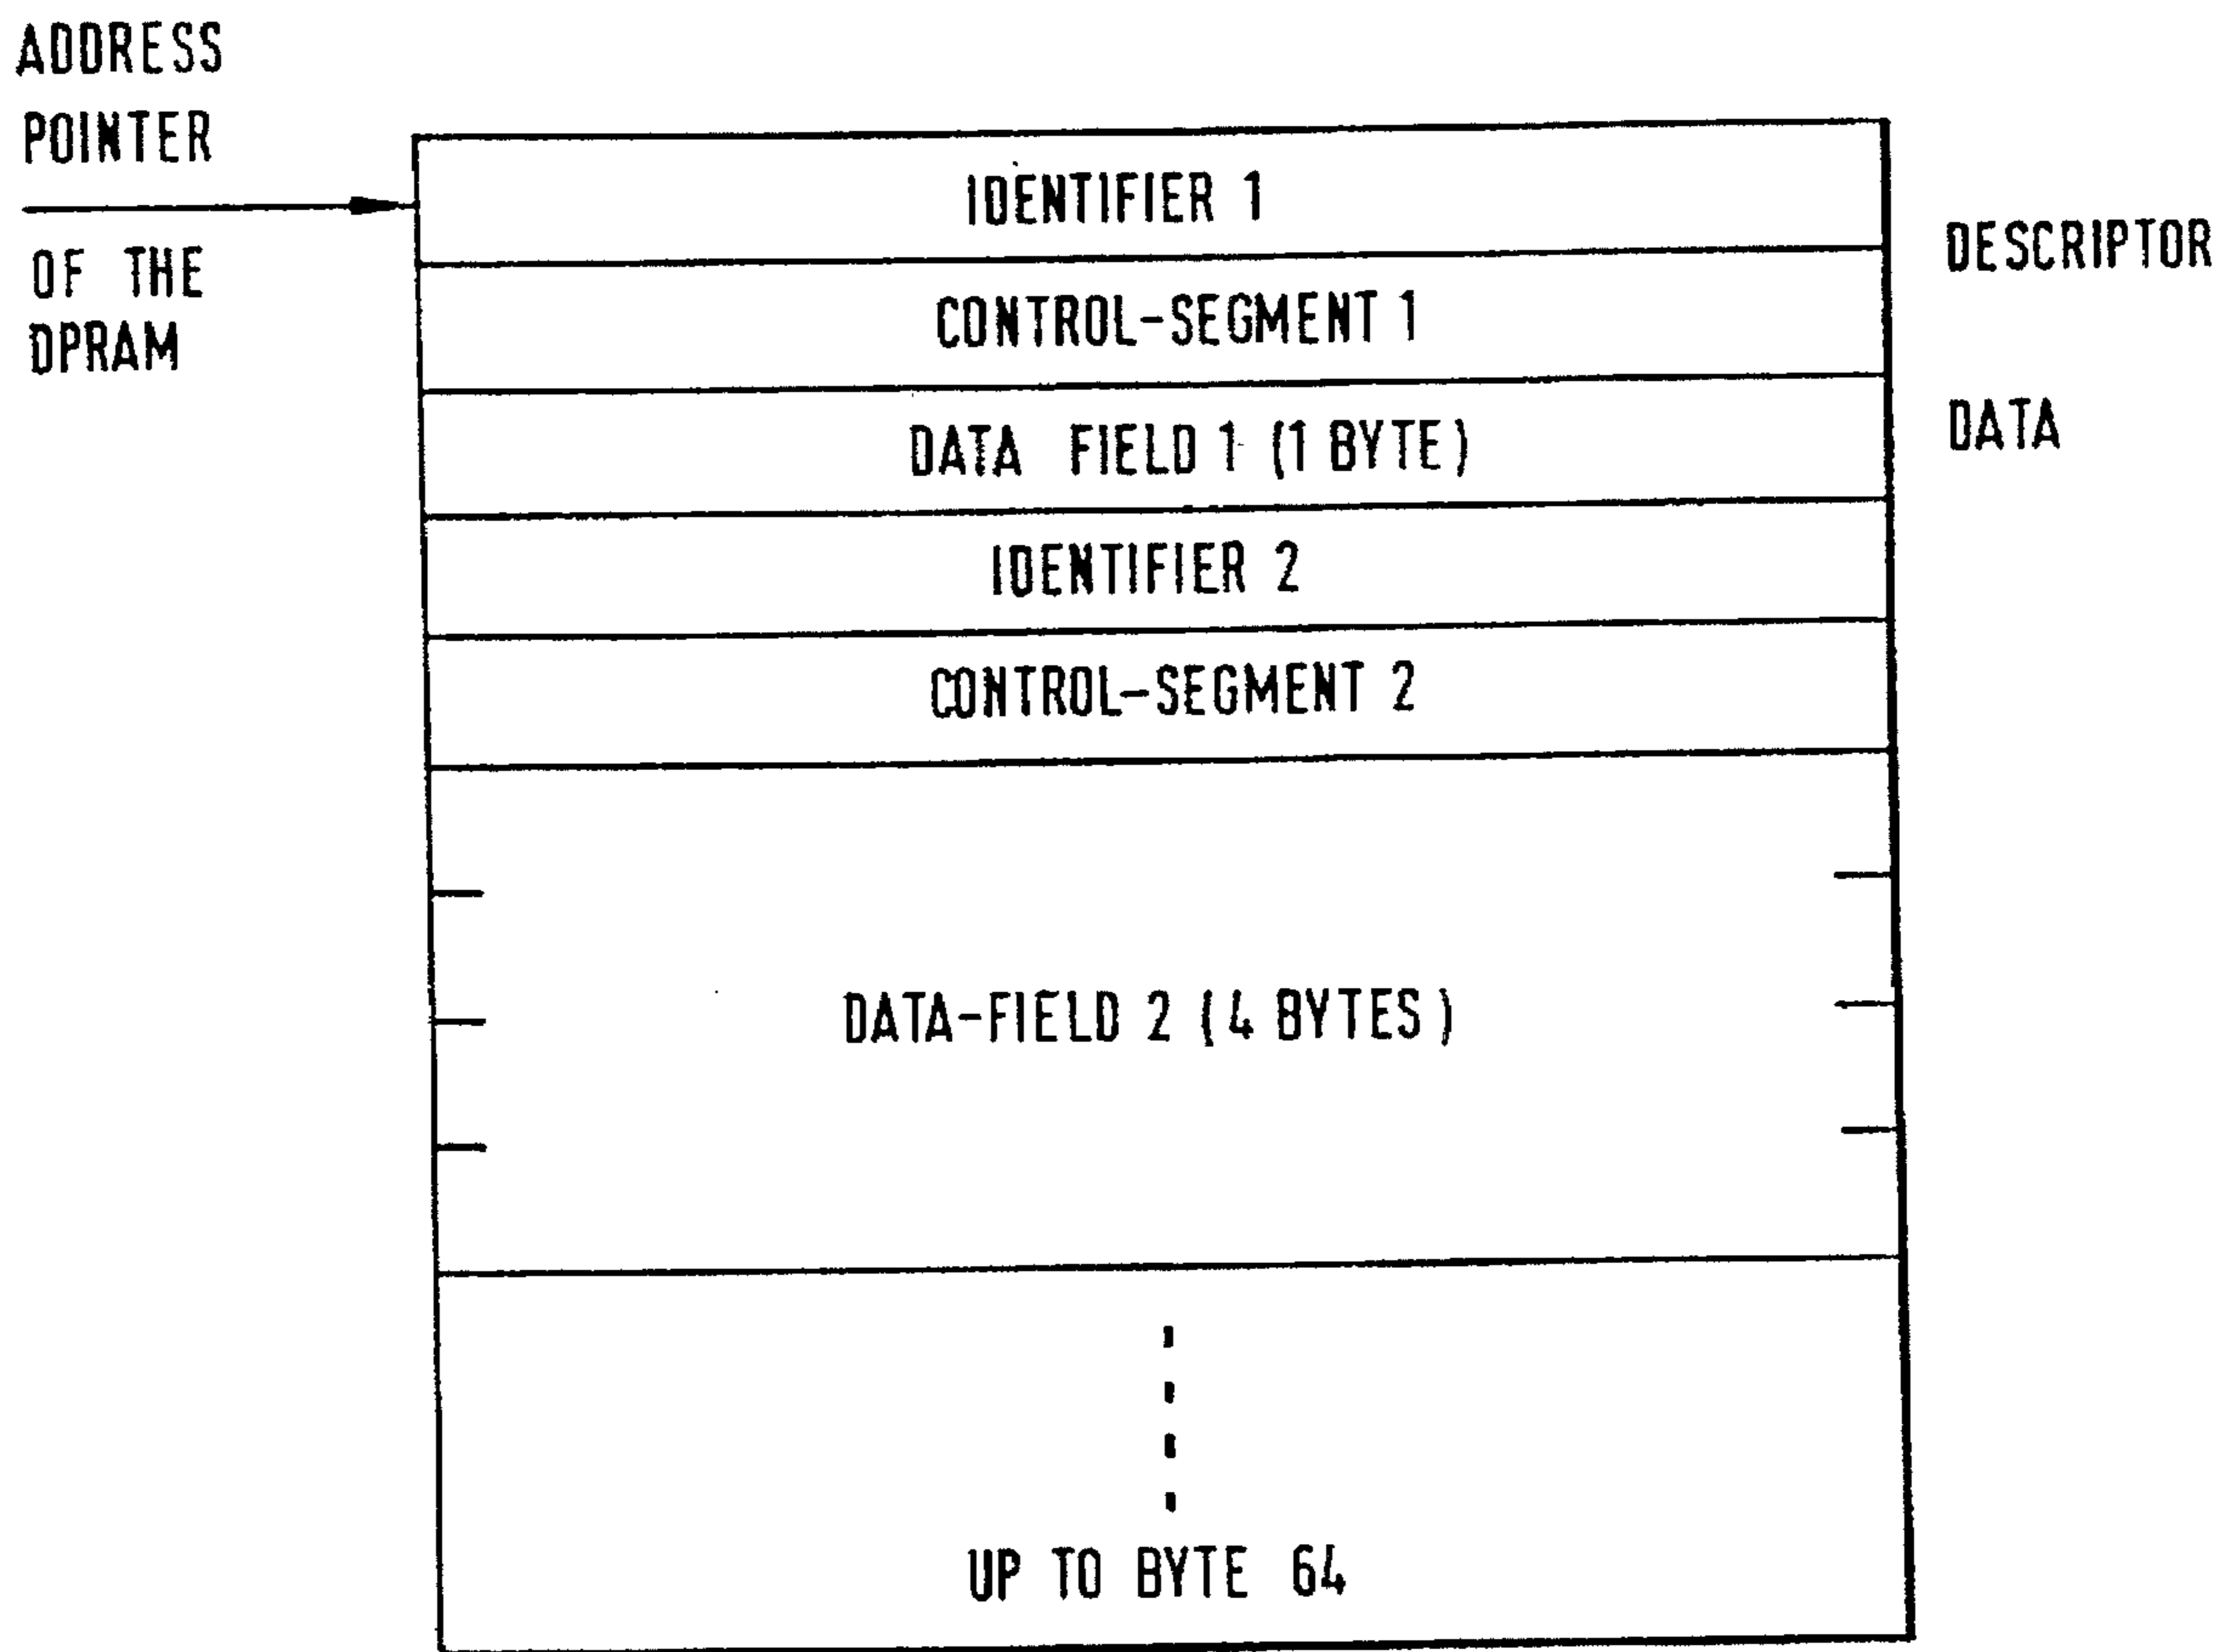 ADDRESS
POINTER
OF THE
DPRAM
IDENTIFIER 1
CONTROL-SEGMENT 1
DESCRIPTOR
DATA FIELD 1 (1 BYTE)
DATA
IDENTIFIER 2
CONTROL-SEGMENT 2
DATA-FIELD 2 (4 BYTES)
UP TO BYTE 64